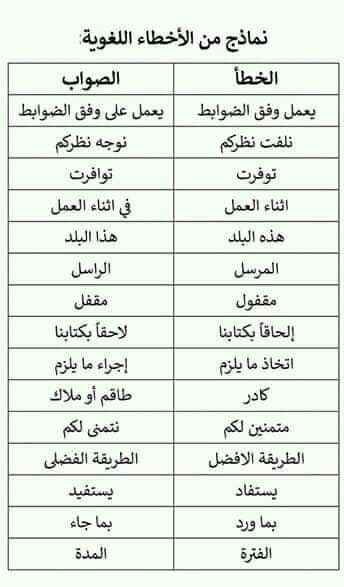 نماذج من الأخطاء اللغوية:
الخطأ الصواب
يعمل وفق الضوابط يعمل على وفق الضوابط
نلفت نظركم نوجه نظركم
توفرت توافرت
اثناء العمل في اثناء العمل
هذه البلد هذا البلد
المرسل الراسل
مقفول مقفل
إلحاقاً بكتابنا لاحقاً بكتابنا
اتخاذ ما يلزم إجراء ما يلزم
كادر طاقم أو ملاك
متمنين لكم نتمنى لكم
الطريقة الافضل الطريقة الفضلى
يستفاد يستفيد
بما ورد بما جاء
الفترة المدة